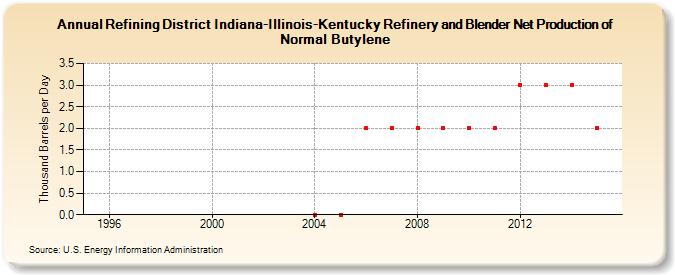 Annual Refining District Indiana-Illinois-Kentucky Refinery and Blender Net Production of
Normal Butylene
Thousand Barrels per Day
3.5
3.0
2.5
2.0
1.5
1.0
0.5
0.0
1996 2000 2004 2008 2012
Source: U.S. Energy Information Administration